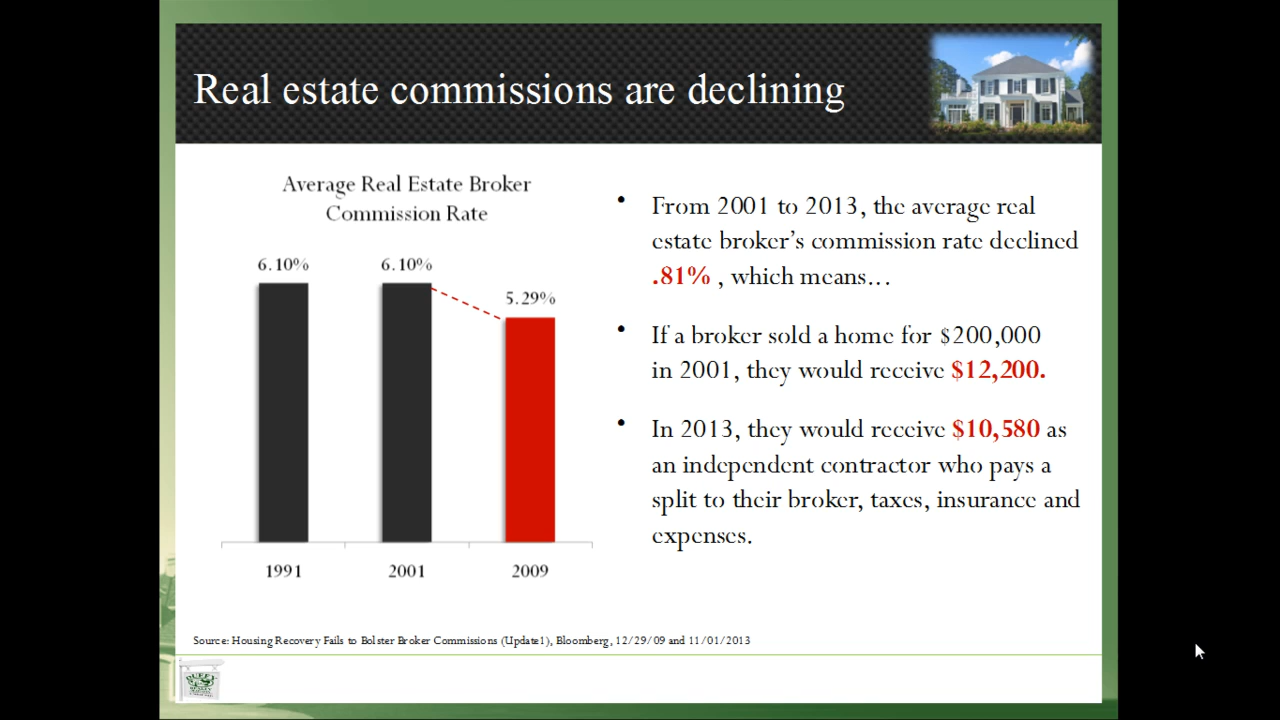 Real estate commissions are declining
Average Real Estate Broker
Commission Rate
6.10%
6.10%
5.29%
1991
2001
2009
• From 2001 to 2013, the average real
estate broker’s commission rate declined
.81% , which means…
• If a broker sold a home for $200,000
in 2001, they would receive $12,200.
• In 2013, they would receive $10,580 as
an independent contractor who pays a
split to their broker, taxes, insurance and
expenses.
Source: Housing Recovery Fails to Bolster Broker Commissions (Update1), Bloomberg, 12/29/09 and 11/01/2013